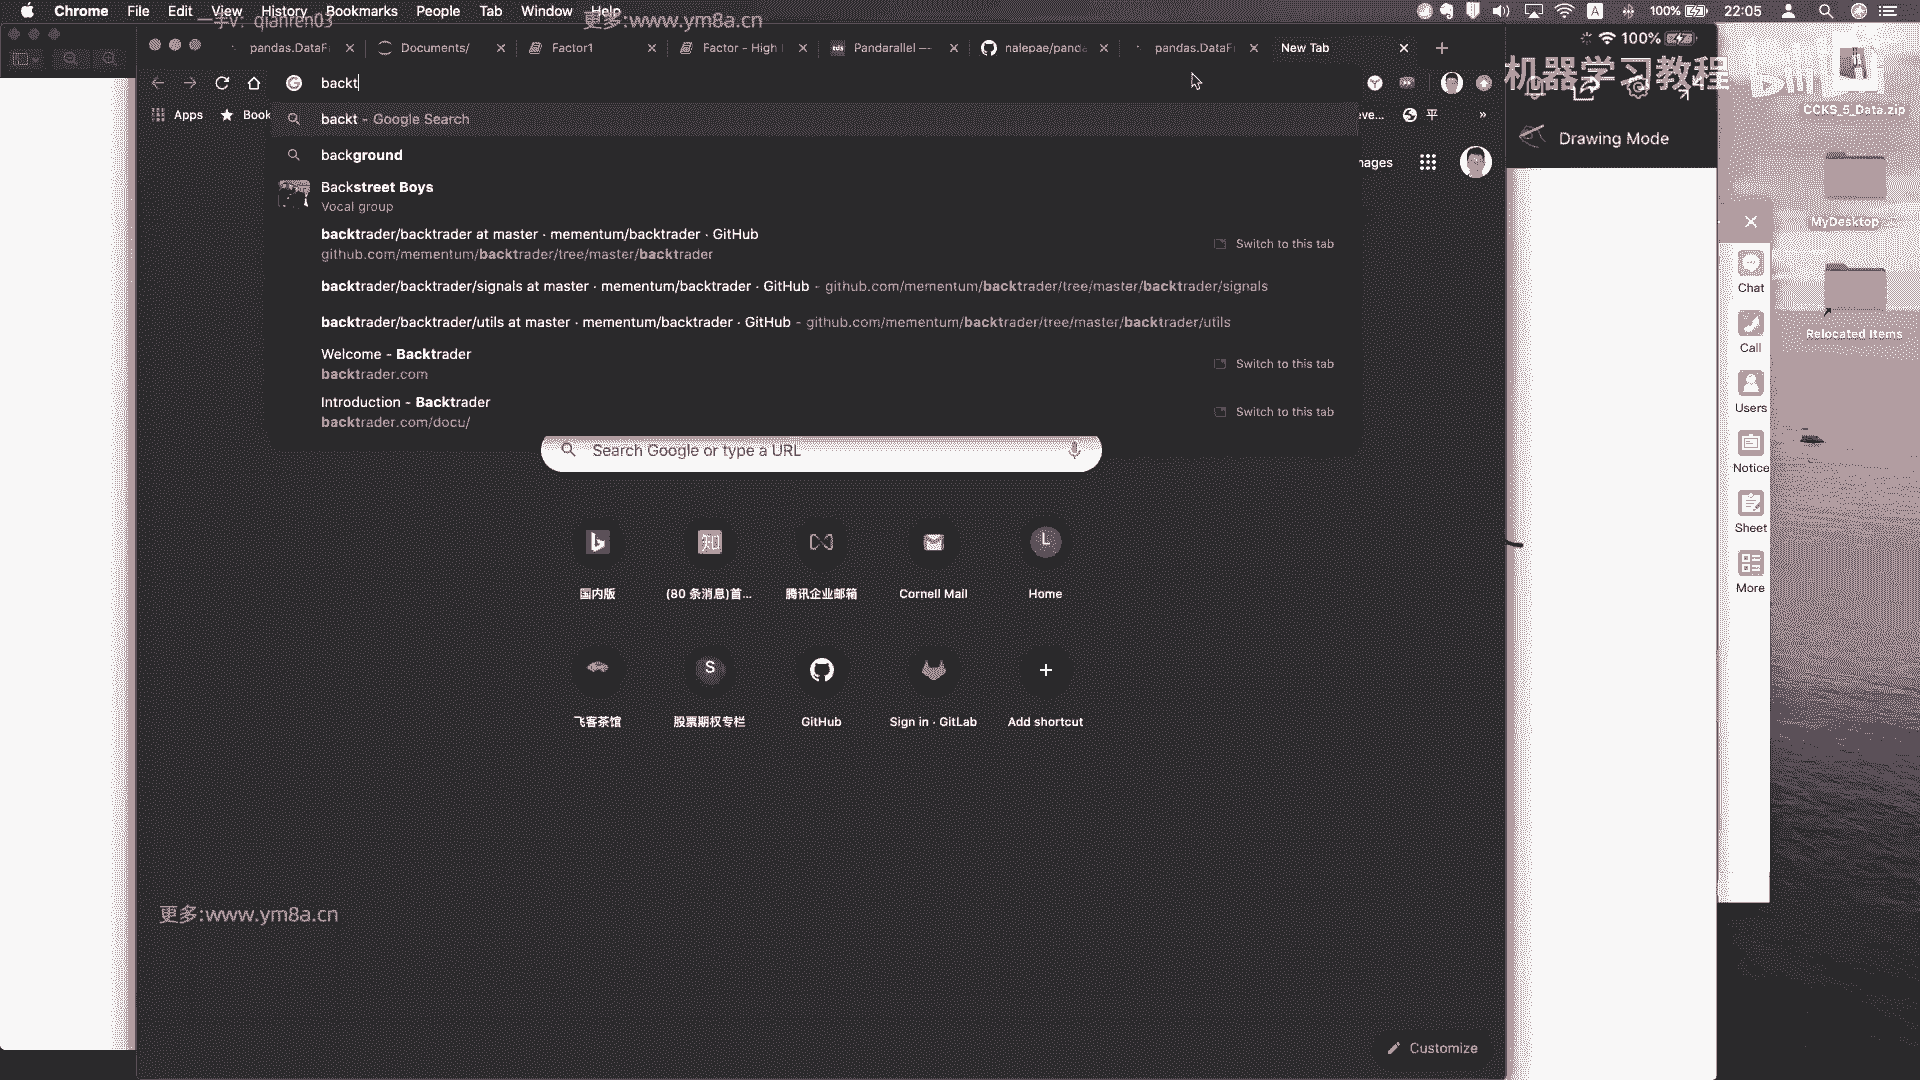 Chrome File Edit View History Bookmarks People Tab Window Help 100% 22:05
一手v: qianren03
更多:www.ym8a.cn
pandas.DataF Documents/ Factor1 Factor - High Pandarallel — nalepae/panda pandas.DataFr New Tab
100%
机器学习教程
backt
CCKS_5_Data.zip
Apps Book eve... 平 »
backt - Google Search
Drawing Mode
background
mages
Backstreet Boys
Vocal group
MyDesktop
backtrader/backtrader at master · mementum/backtrader · GitHub
github.com/mementum/backtrader/tree/master/backtrader
Switch to this tab
backtrader/backtrader/signals at master · mementum/backtrader · GitHub - github.com/mementum/backtrader/tree/master/backtrader/signals
Chat
backtrader/backtrader/utils at master · mementum/backtrader · GitHub - github.com/mementum/backtrader/tree/master/backtrader/utils
Relocated Items
Call
Welcome - Backtrader
backtrader.com
Switch to this tab
Introduction - Backtrader
backtrader.com/docu/
Switch to this tab
Users
Search Google or type a URL
Notice
Sheet
More
国内版 (80 条消息)首... 腾讯企业邮箱 Cornell Mail Home
飞客茶馆 股票期权专栏 GitHub Sign in · GitLab Add shortcut
更多:www.ym8a.cn
Customize